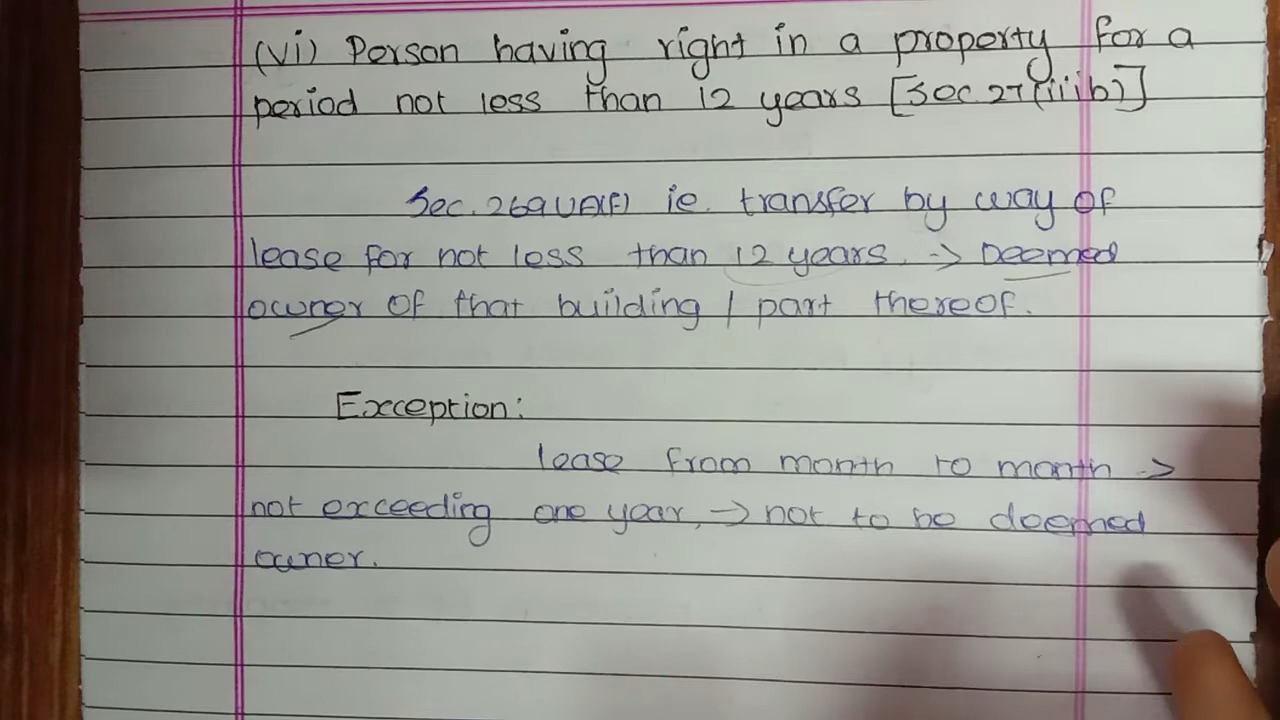 (vi) Person having right in a property for a
period not less than 12 years [Sec 27(iiib)]
Sec. 269UA(f) ie. transfer by way of
lease for not less than 12 years. -> Deemed
owner of that building / part thereof.
Exception:
lease from month to month ->
not exceeding one year, -> not to be deemed
owner.